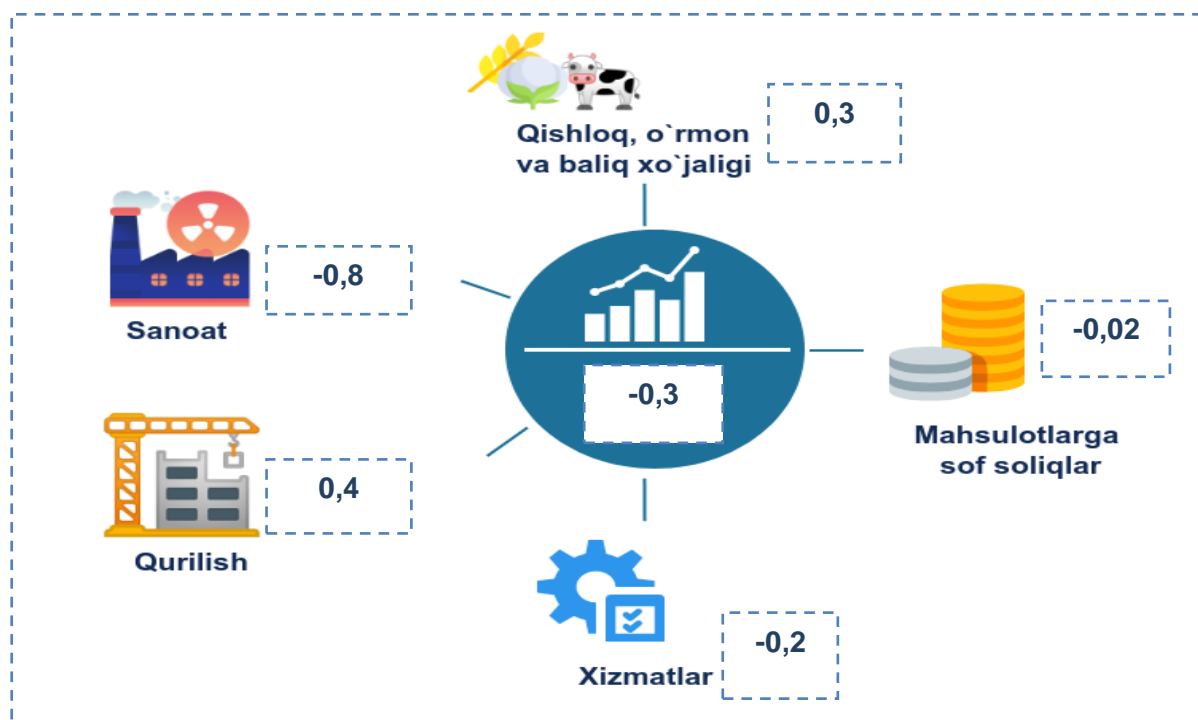 0,3
Qishloq, o`rmon
va baliq xo`jaligi
-0,8
Sanoat
-0,02
-0,3
Mahsulotlarga
sof soliqlar
0,4
Qurilish
-0,2
Xizmatlar